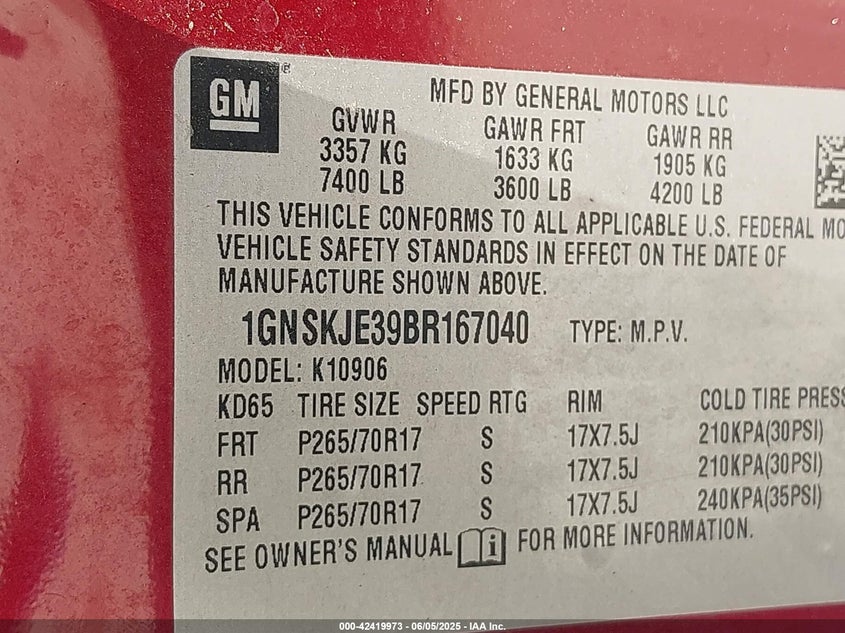 GM ®
MFD BY GENERAL MOTORS LLC
GVWR GAWR FRT GAWR RR
3357 KG 1633 KG 1905 KG
7400 LB 3600 LB 4200 LB
THIS VEHICLE CONFORMS TO ALL APPLICABLE U.S. FEDERAL MO
VEHICLE SAFETY STANDARDS IN EFFECT ON THE DATE OF
MANUFACTURE SHOWN ABOVE.
1GNSKJE39BR167040 TYPE: M.P.V.
MODEL: K10906
KD65 TIRE SIZE SPEED RTG RIM COLD TIRE PRESS
FRT P265/70R17 S 17X7.5J 210KPA(30PSI)
RR P265/70R17 S 17X7.5J 210KPA(30PSI)
SPA P265/70R17 S 17X7.5J 240KPA(35PSI)
SEE OWNER'S MANUAL i FOR MORE INFORMATION.
000-42419973 - 06/05/2025 - IAA Inc.